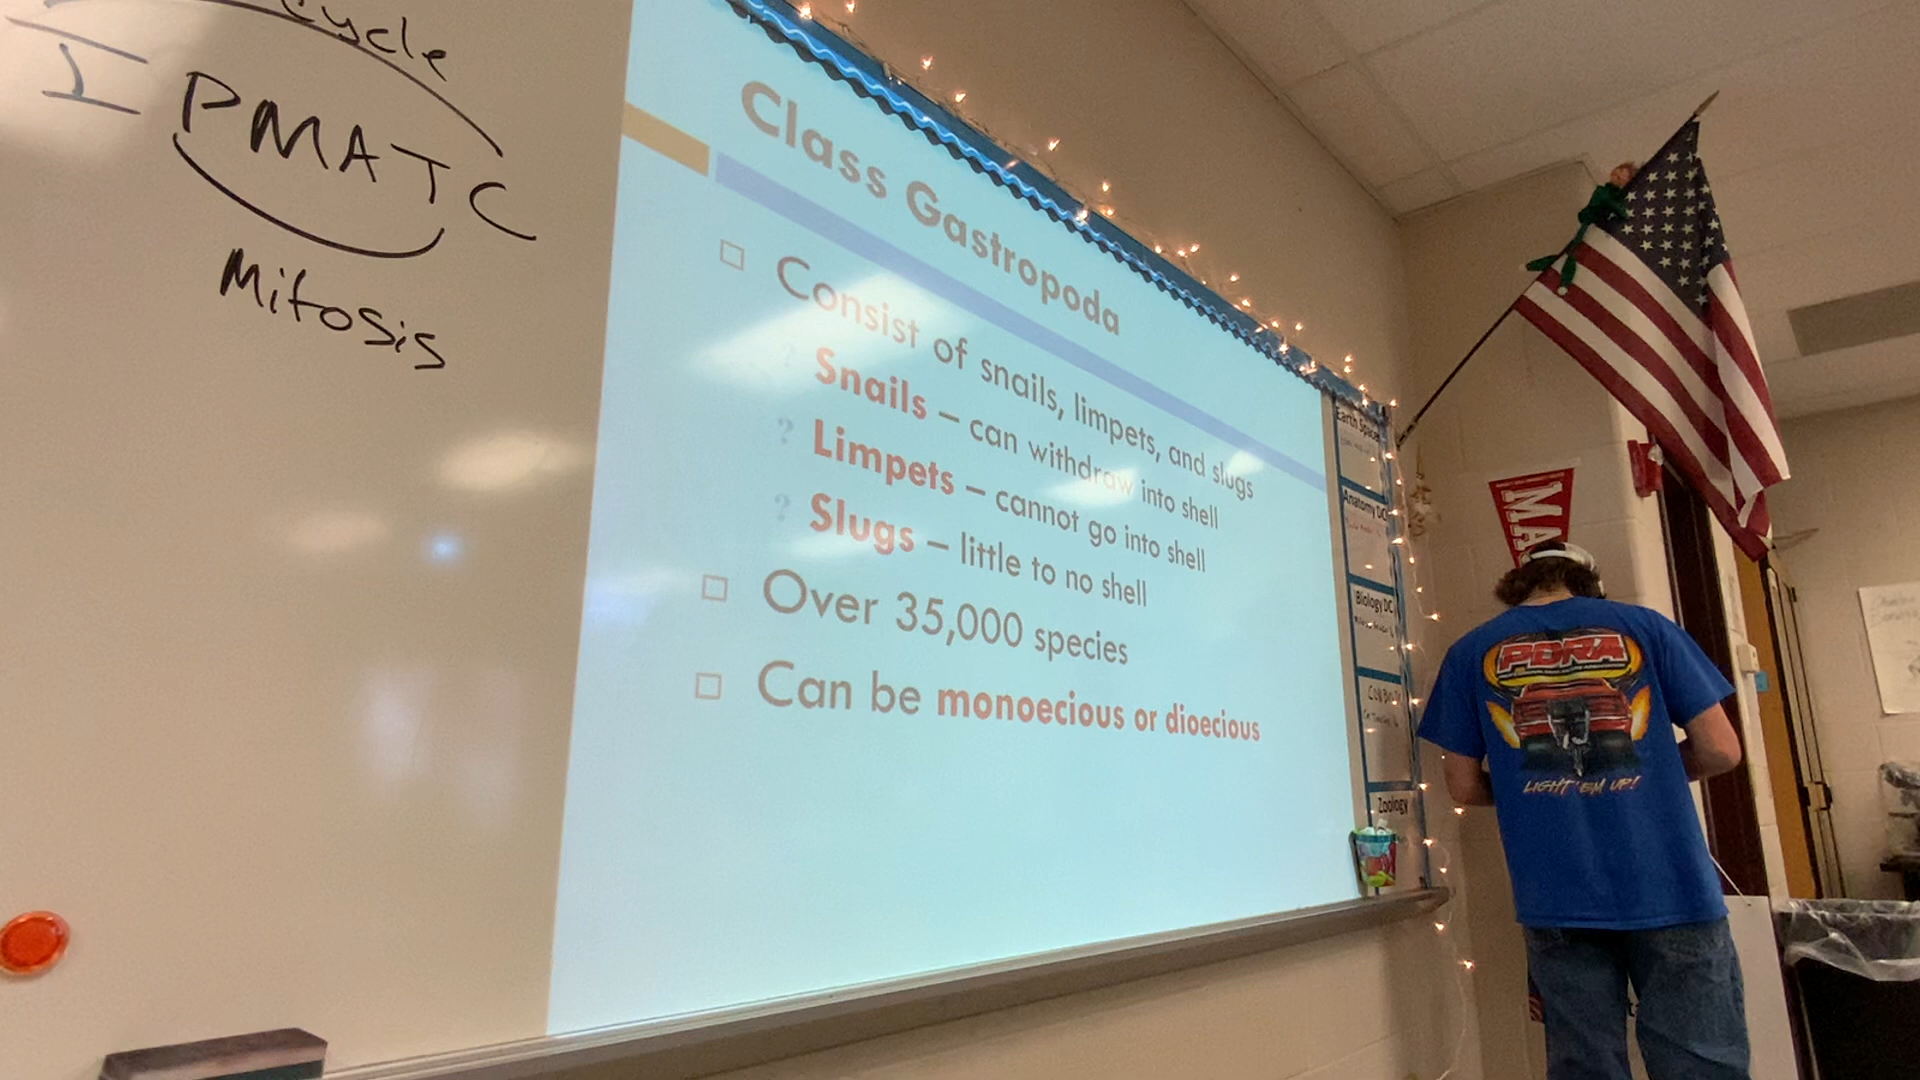 Cycle
I PMATC
Mitosis
Class Gastropoda
Consist of snails, limpets, and slugs
? Snails – can withdraw into shell
? Limpets – cannot go into shell
? Slugs – little to no shell
Over 35,000 species
Can be monoecious or dioecious
Earth Space
Anatomy DC
Biology DC
Zoology
MA
PDRA
LIGHT 'EM UP!